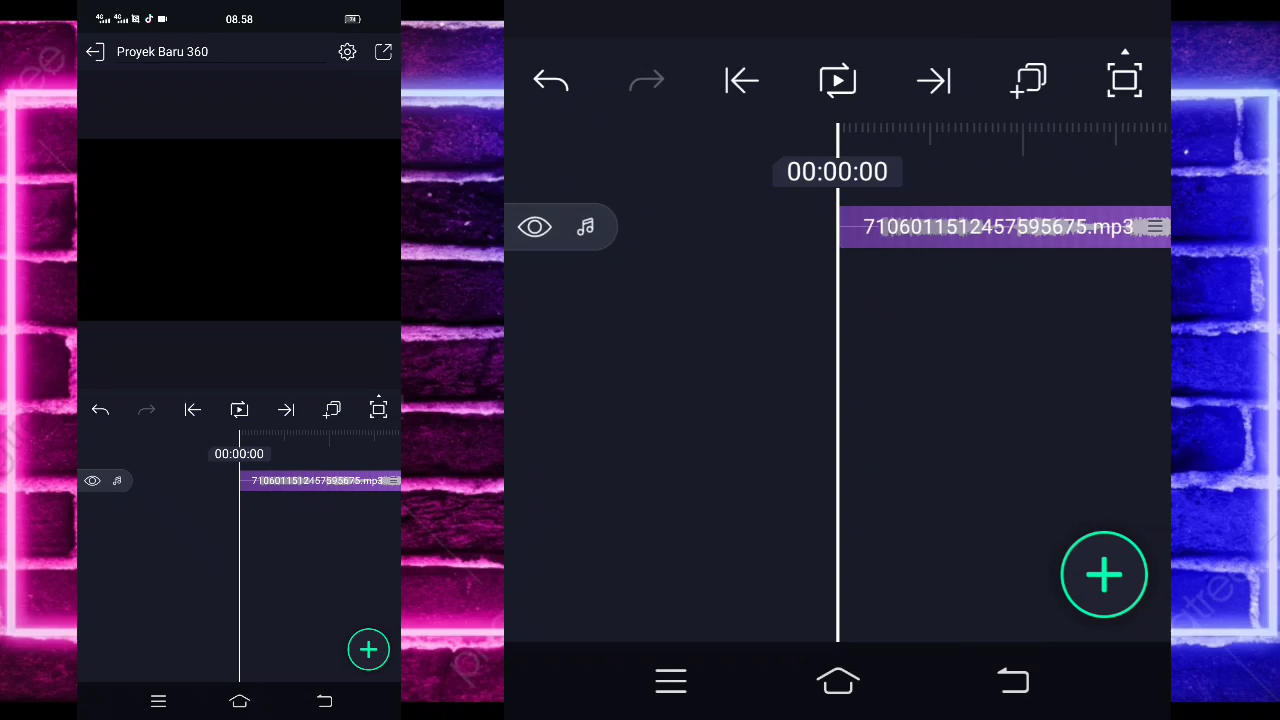 08.58
Proyek Baru 360
00:00:00
7106011512457595675.mp3
00:00:00
7106011512457595675.mp3